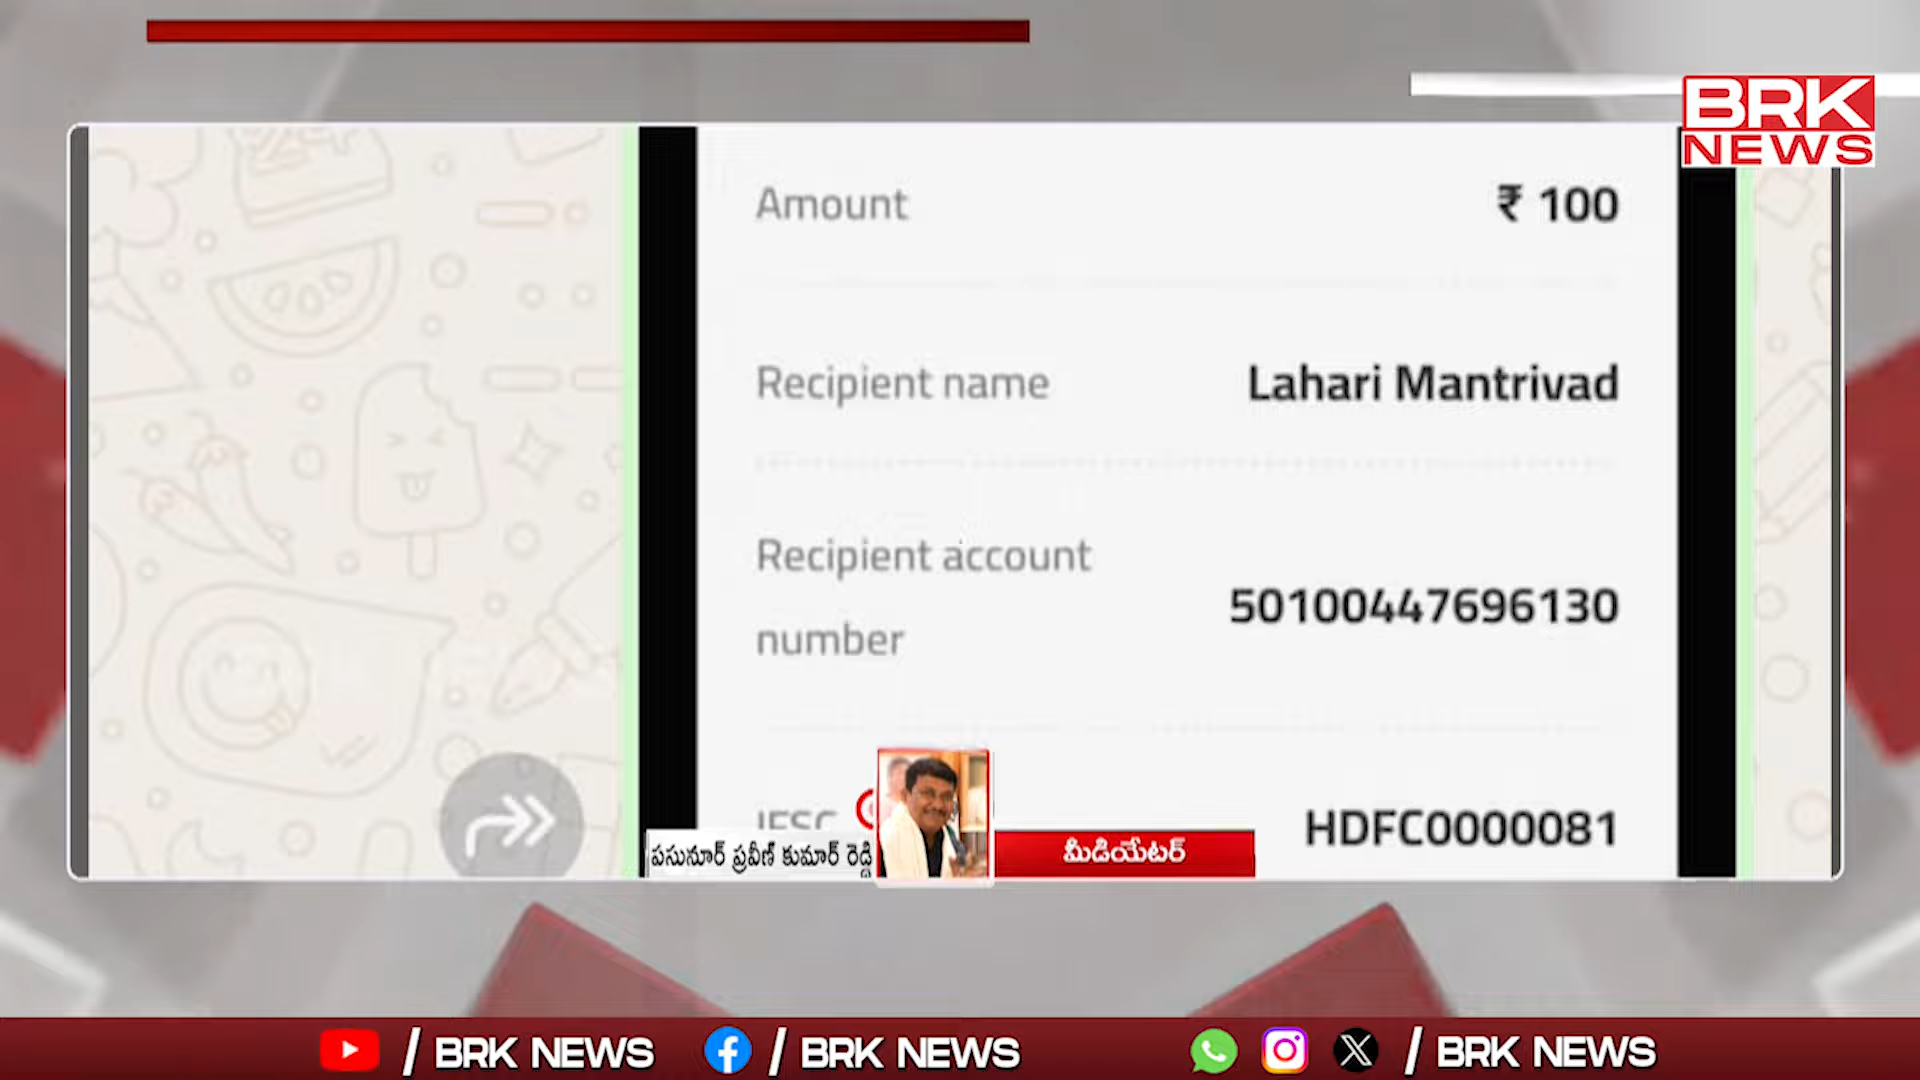 BRK
NEWS
Amount ₹ 100
Recipient name Lahari Mantrivad
Recipient account
number
50100447696130
IFSC HDFC0000081
పసునూర్ ప్రవీణ్ కుమార్ రెడ్డి
మీడియేటర్
/ BRK NEWS / BRK NEWS / BRK NEWS